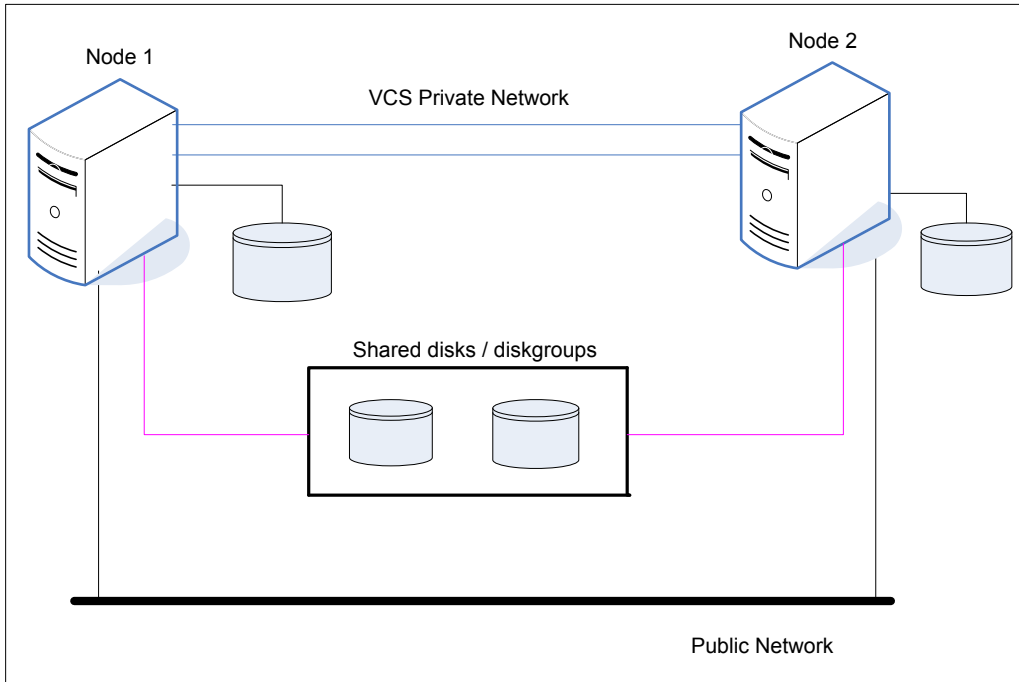 Node 1
Node 2
VCS Private Network
Shared disks / diskgroups
Public Network